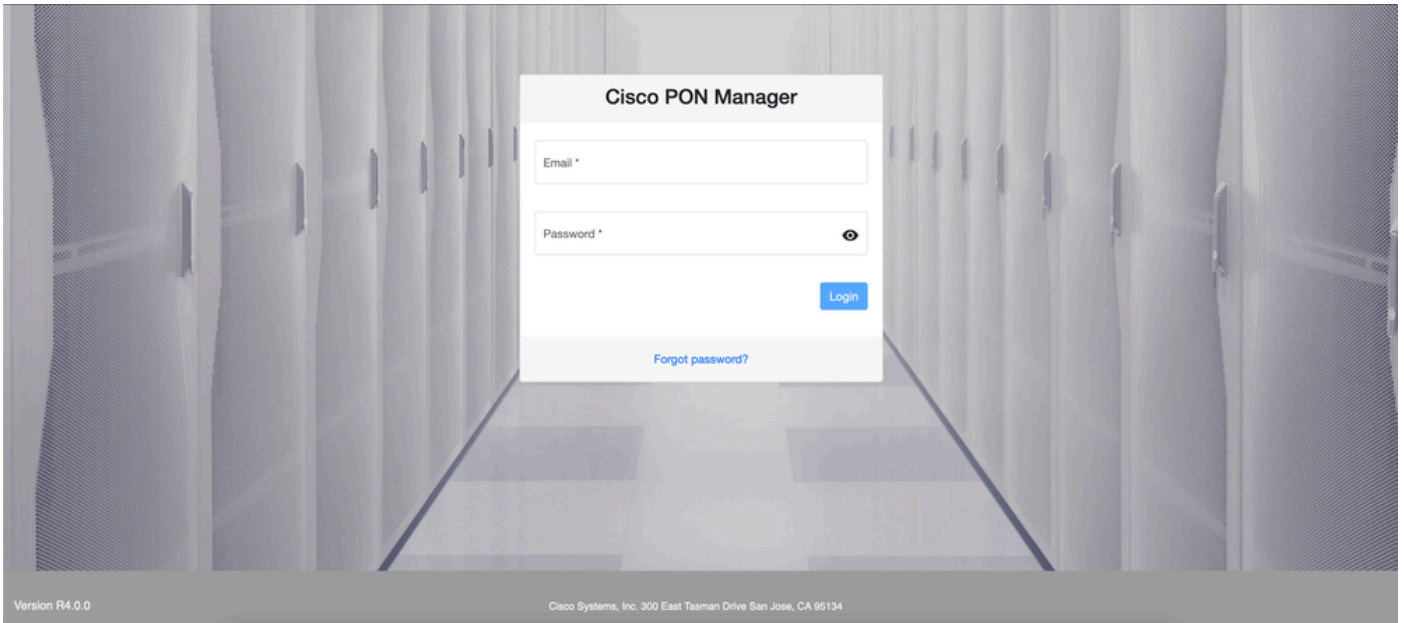 Cisco PON Manager
Email *
Password *
Login
Forgot password?
Version R4.0.0
Cisco Systems, Inc. 300 East Tasman Drive San Jose, CA 95134